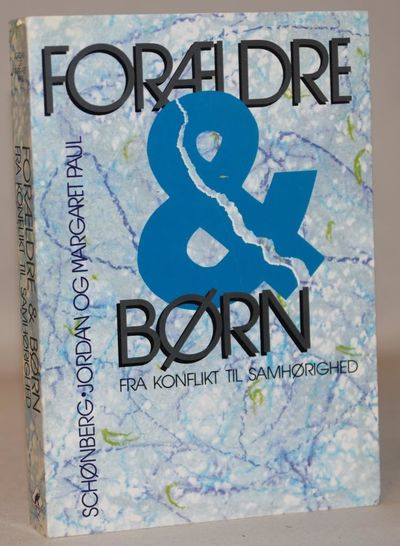 FORÆLDRE
&
BØRN
FRA KONFLIKT TIL SAMHØRIGHED
SCHØNBERG • JORDAN OG MARGARET PAUL
FORÆLDRE & BØRN
FRA KONFLIKT TIL SAMHØRIGHED